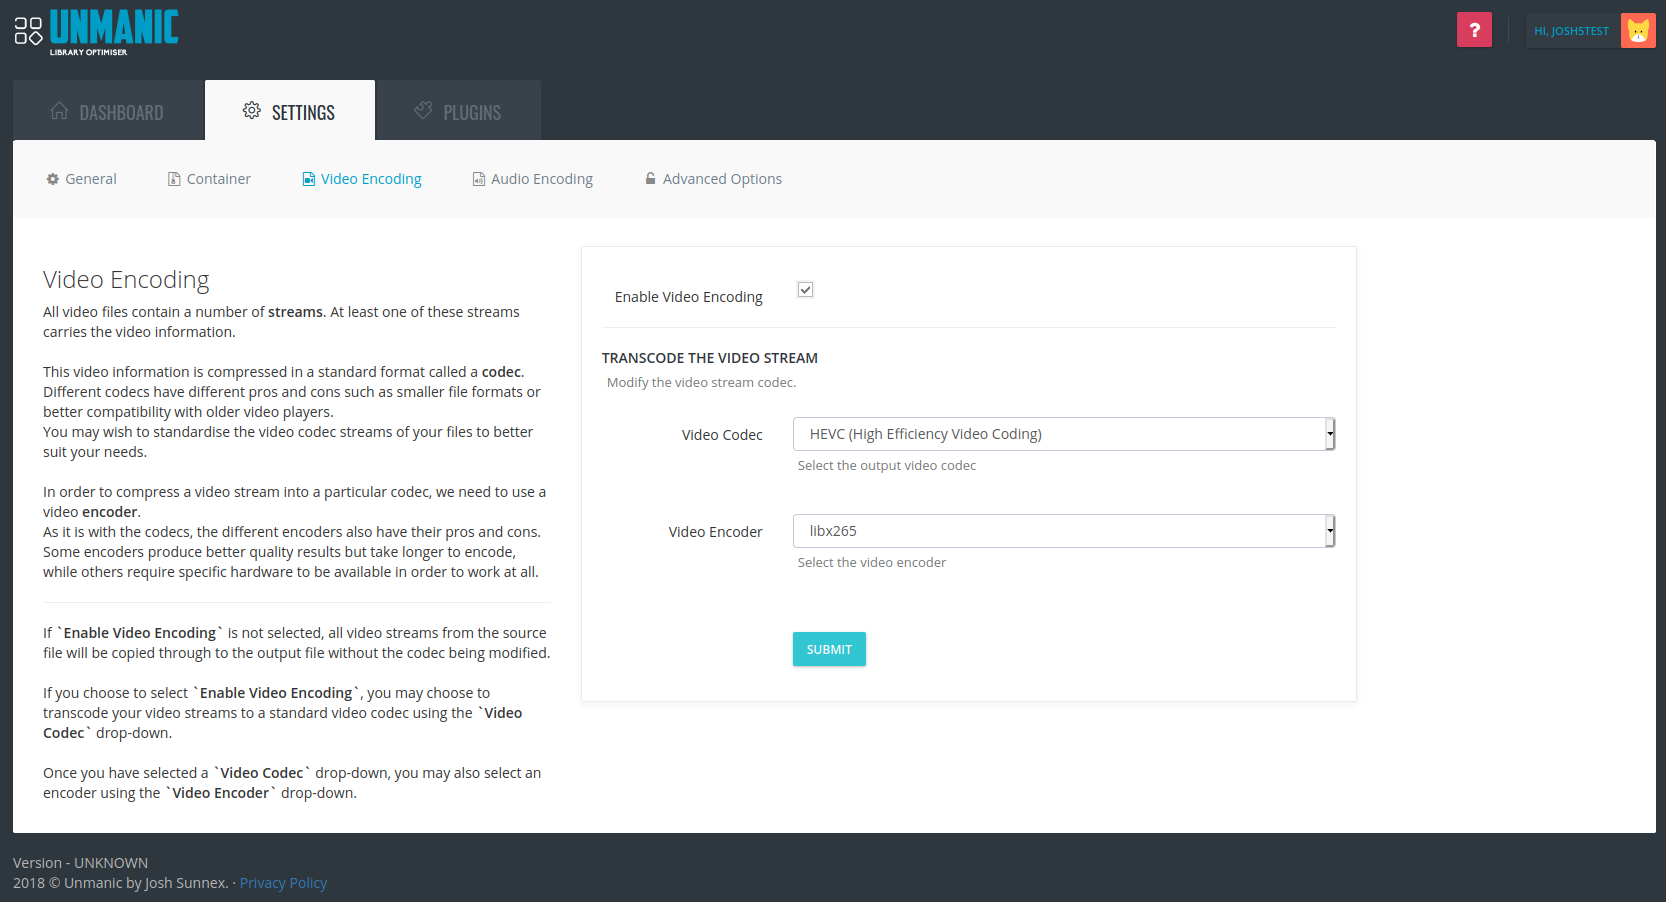 UNMANIC
LIBRARY OPTIMISER
?
HI, JOSH5TEST
DASHBOARD
SETTINGS
PLUGINS
General
Container
Video Encoding
Audio Encoding
Advanced Options
Video Encoding
All video files contain a number of streams. At least one of these streams
carries the video information.
This video information is compressed in a standard format called a codec.
Different codecs have different pros and cons such as smaller file formats or
better compatibility with older video players.
You may wish to standardise the video codec streams of your files to better
suit your needs.
In order to compress a video stream into a particular codec, we need to use a
video encoder.
As it is with the codecs, the different encoders also have their pros and cons.
Some encoders produce better quality results but take longer to encode,
while others require specific hardware to be available in order to work at all.
If `Enable Video Encoding` is not selected, all video streams from the source
file will be copied through to the output file without the codec being modified.
If you choose to select `Enable Video Encoding`, you may choose to
transcode your video streams to a standard video codec using the `Video
Codec` drop-down.
Once you have selected a `Video Codec` drop-down, you may also select an
encoder using the `Video Encoder` drop-down.
Enable Video Encoding
TRANSCODE THE VIDEO STREAM
Modify the video stream codec.
Video Codec
HEVC (High Efficiency Video Coding)
Select the output video codec
Video Encoder
libx265
Select the video encoder
SUBMIT
Version - UNKNOWN
2018 © Unmanic by Josh Sunnex. · Privacy Policy